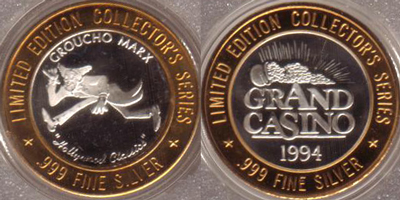 LIMITED EDITION COLLECTOR'S SERIES
GROUCHO MARX
"Hollywood Classics"
★ .999 FINE SILVER ★
LIMITED EDITION COLLECTOR'S SERIES
GRAND
CASINO
1994
★ .999 FINE SILVER ★